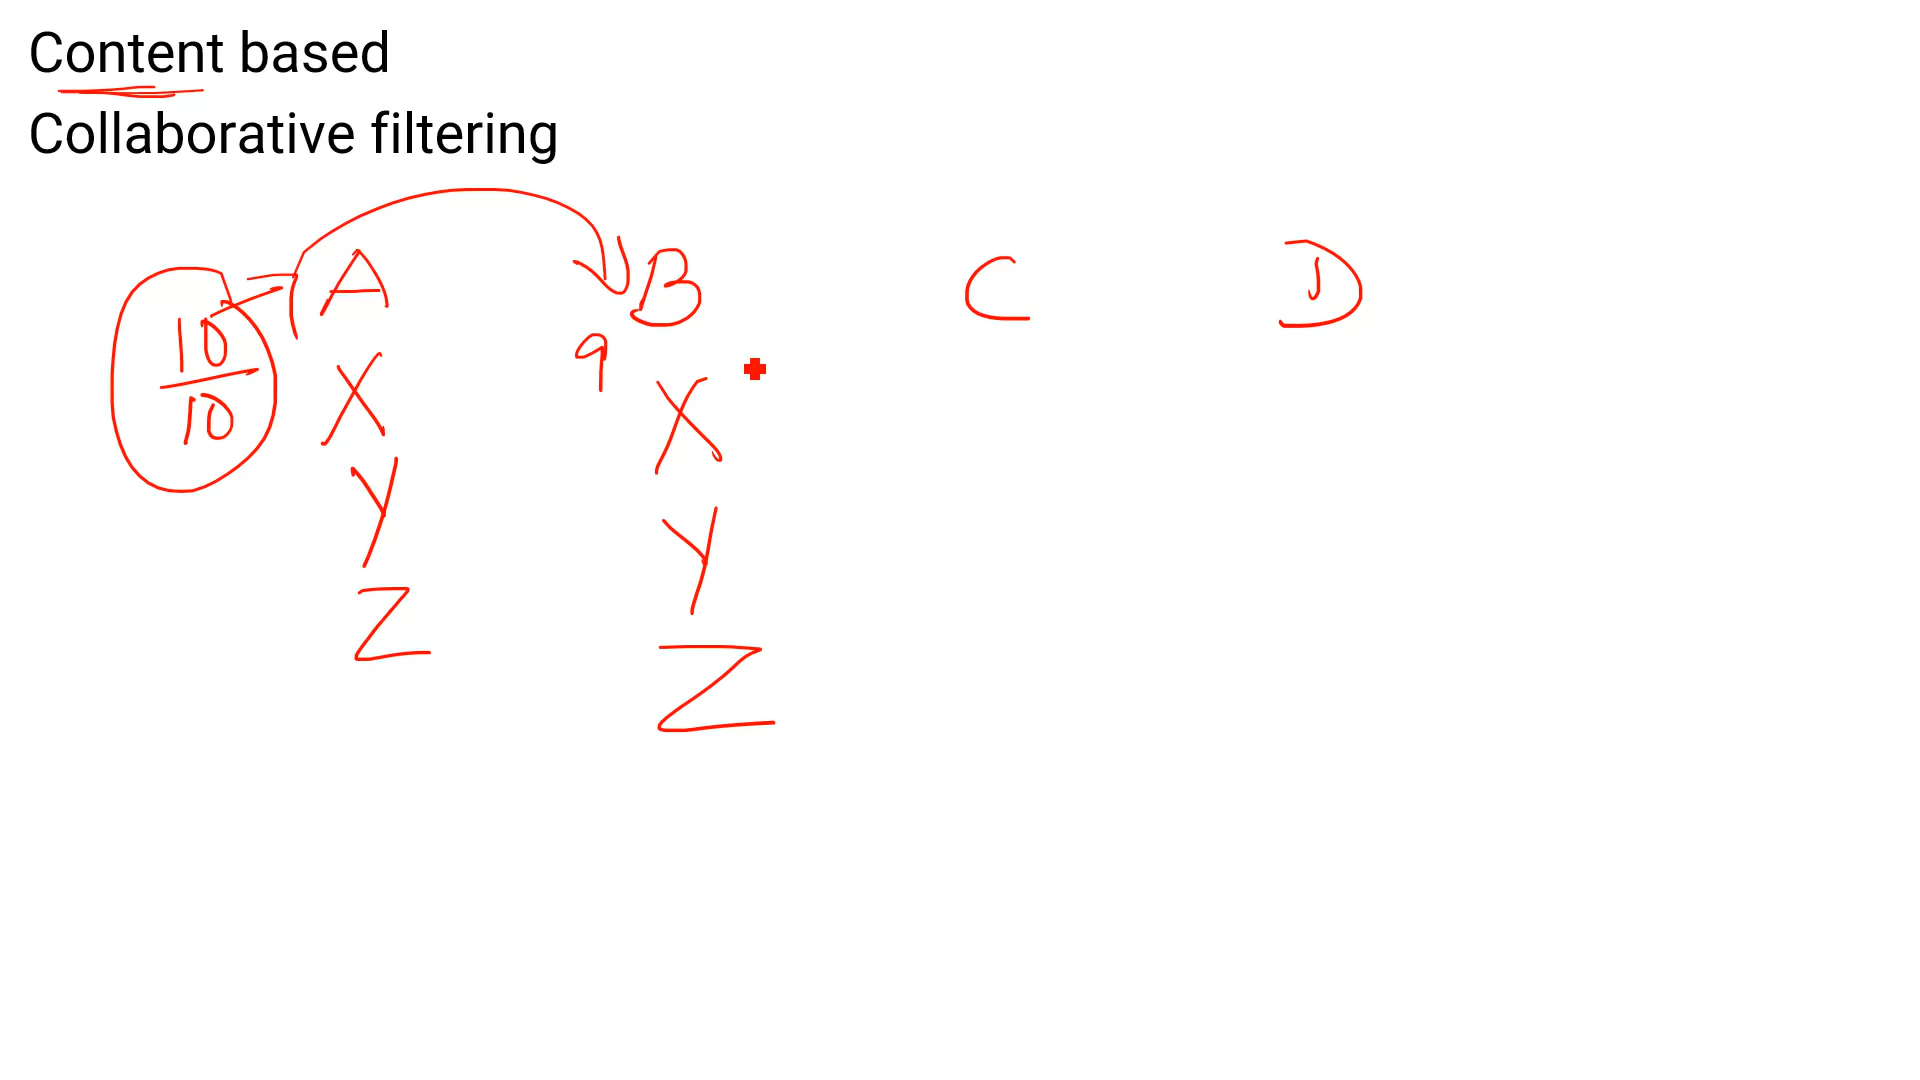 Content based
Collaborative filtering
A B C D
10
10
9
X X
Y Y
Z Z